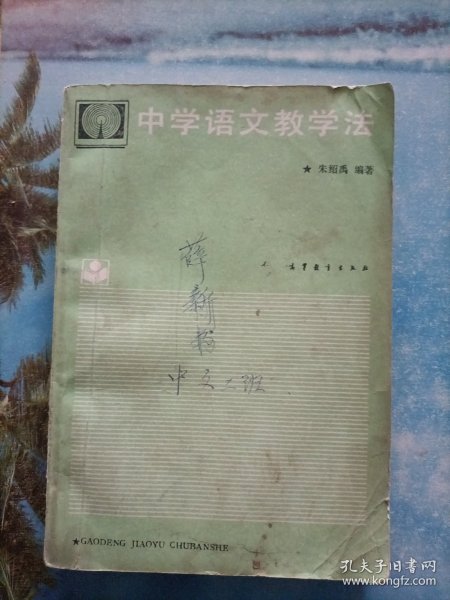 中学语文教学法
★ 朱绍禹 编著
高等教育出版社
薛
新
中文二班
★GAODENG JIAOYU CHUBANSHE
孔夫子旧书网
www.kongfz.com